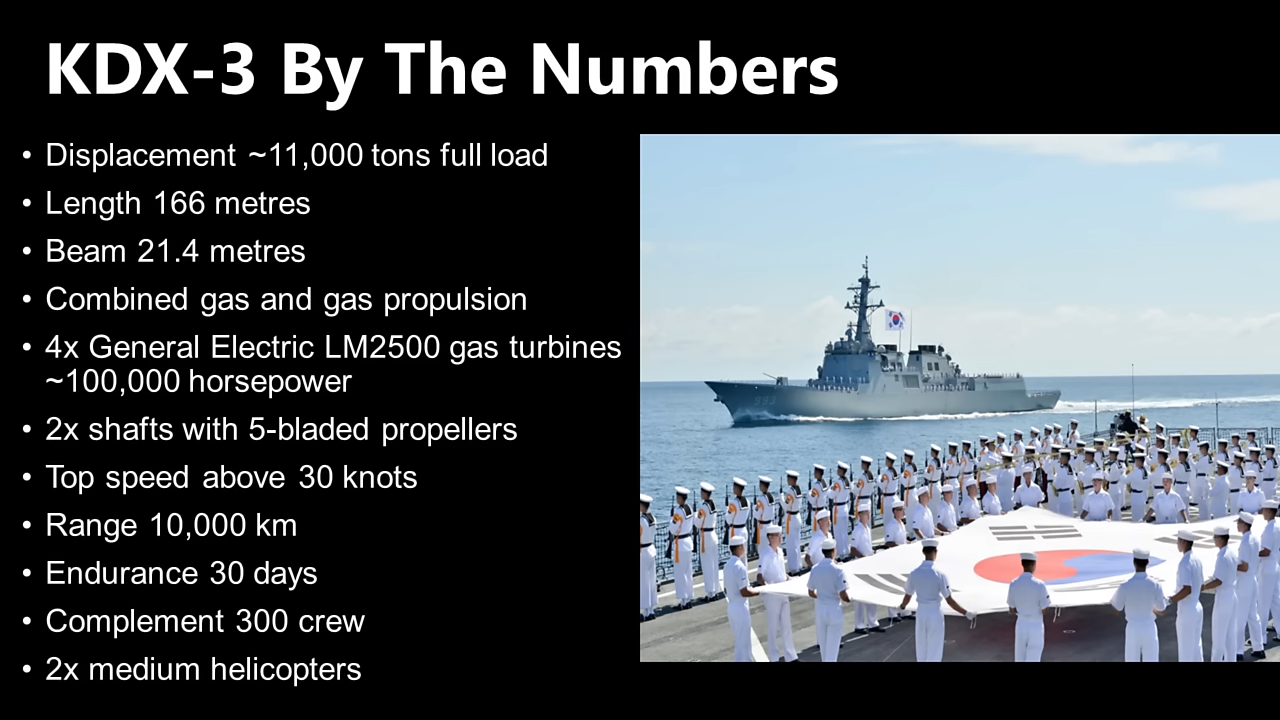 KDX-3 By The Numbers
• Displacement ~11,000 tons full load
• Length 166 metres
• Beam 21.4 metres
• Combined gas and gas propulsion
• 4x General Electric LM2500 gas turbines
~100,000 horsepower
• 2x shafts with 5-bladed propellers
• Top speed above 30 knots
• Range 10,000 km
• Endurance 30 days
• Complement 300 crew
• 2x medium helicopters
993